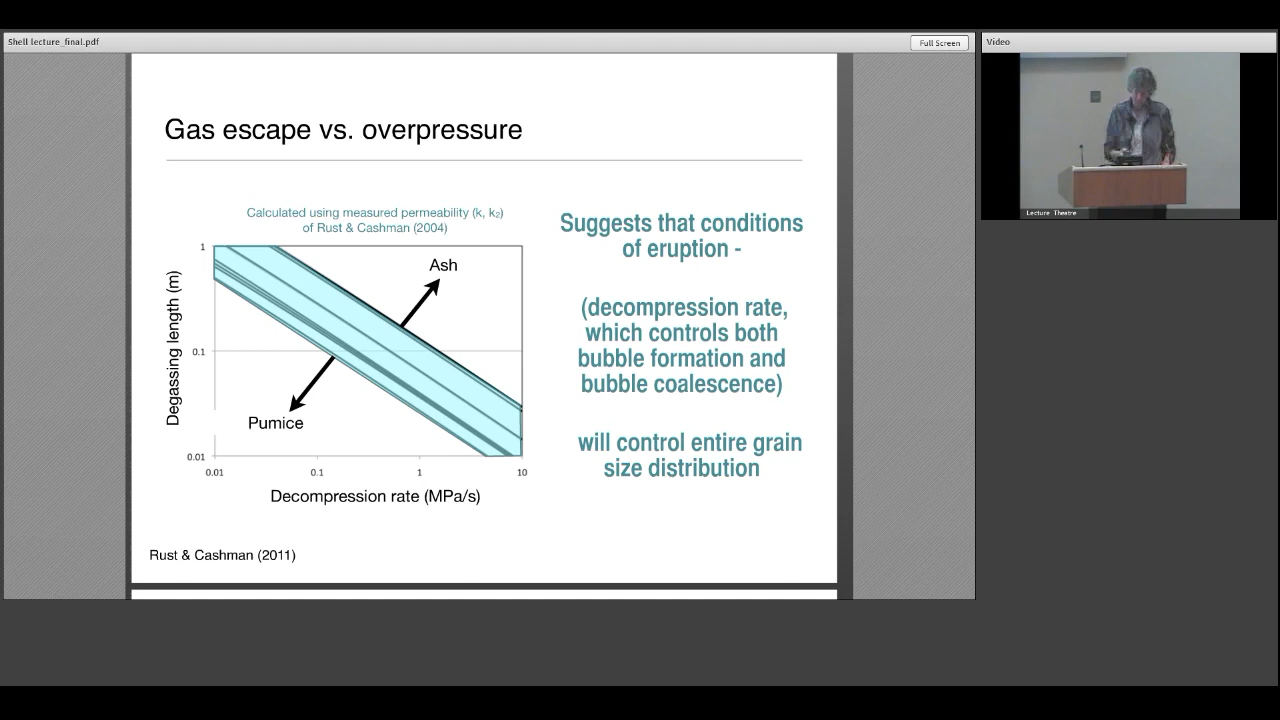 Shell lecture_final.pdf
Full Screen
Video
Gas escape vs. overpressure
Calculated using measured permeability (k, k₂)
of Rust & Cashman (2004)
Suggests that conditions
of eruption -
(decompression rate,
which controls both
bubble formation and
bubble coalescence)
will control entire grain
size distribution
Degassing length (m)
1
0.1
0.01
Ash
Pumice
0.01 0.1 1 10
Decompression rate (MPa/s)
Rust & Cashman (2011)
Lecture Theatre